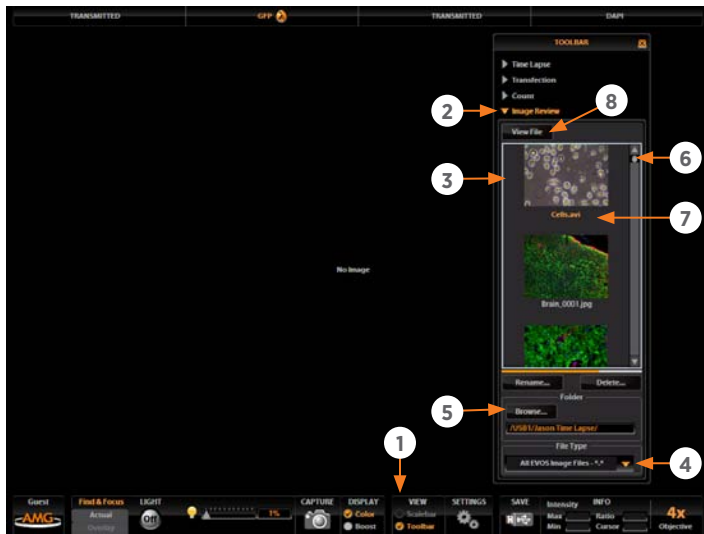 TRANSMITTED GFP TRANSMITTED DAPI
TOOLBAR
Time Lapse
Transfection
Count
2 Image Review 8
View File
3 6
Cells.avi 7
No Image
Brain_0001.jpg
Rename... Delete...
Folder
5 Browse...
/USB1/Jason Time Lapse/
1 File Type
All EVOS Image Files - *.* 4
Guest Find & Focus LIGHT CAPTURE DISPLAY VIEW SETTINGS SAVE Intensity INFO
AMG Actual Off 1% Color Scalebar Max Ratio 4x
Overlay Boost Toolbar Min Cursor Objective